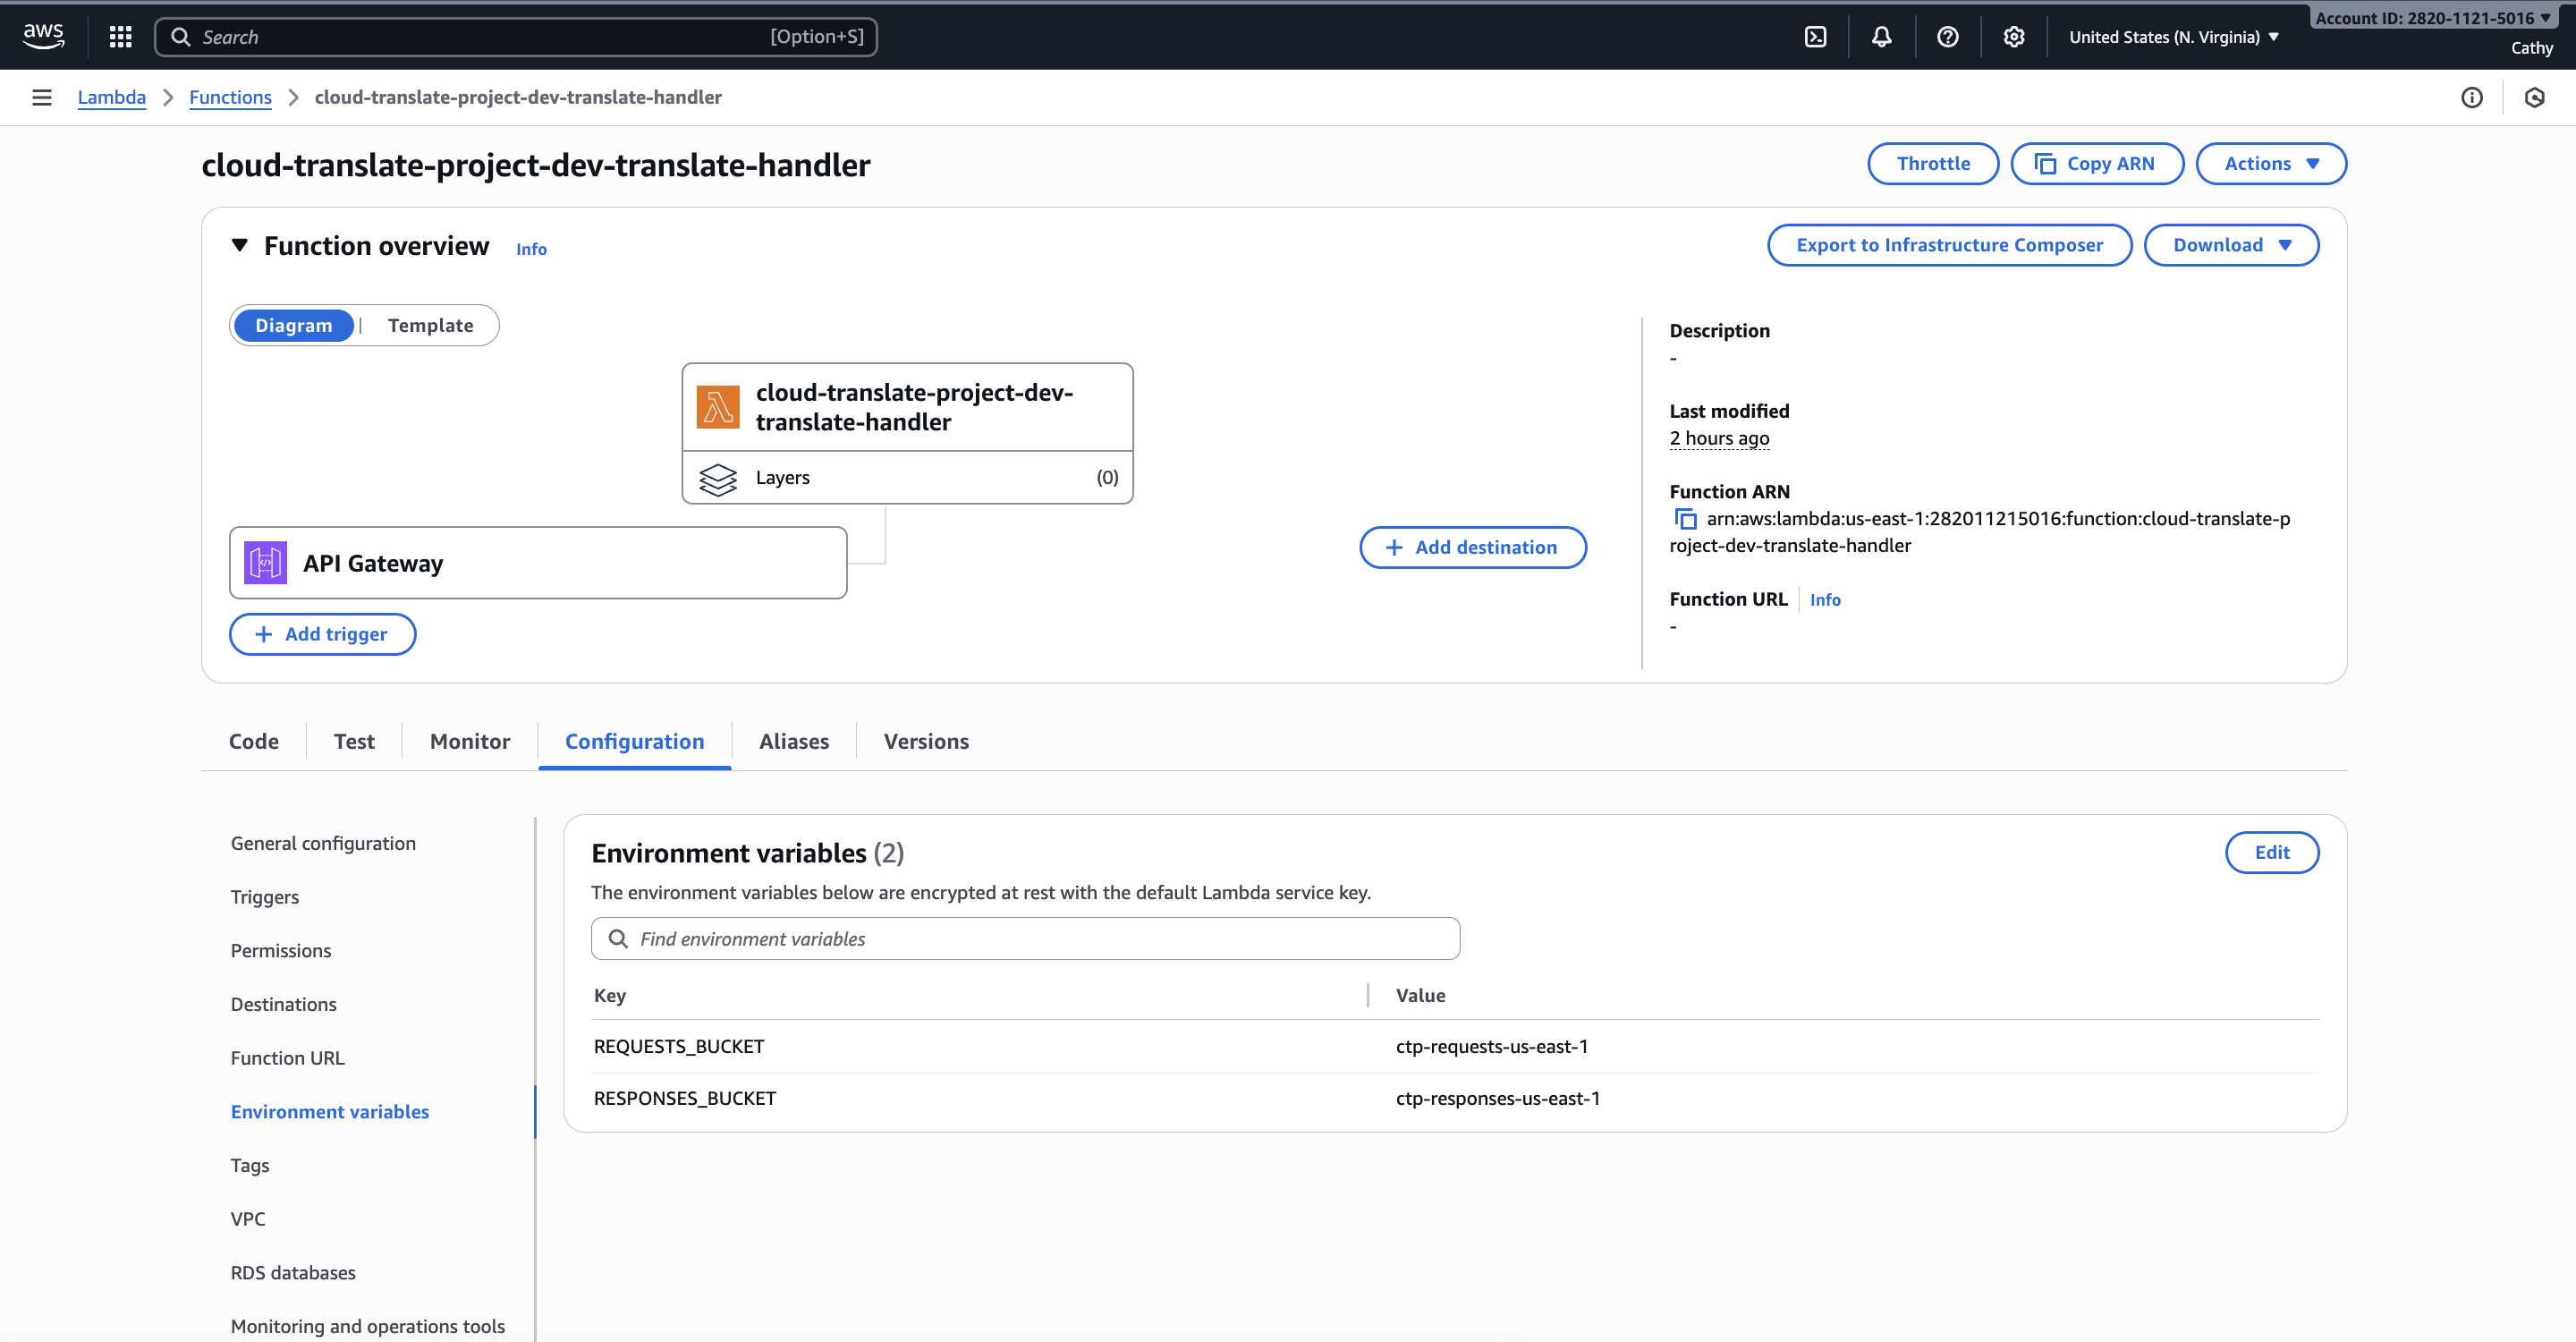 aws
Search [Option+S]
United States (N. Virginia)
Account ID: 2820-1121-5016
Cathy
Lambda > Functions > cloud-translate-project-dev-translate-handler
cloud-translate-project-dev-translate-handler
Throttle
Copy ARN
Actions
Function overview Info
Export to Infrastructure Composer
Download
Diagram | Template
cloud-translate-project-dev-
translate-handler
Layers (0)
API Gateway
Add trigger
Add destination
Description
-
Last modified
2 hours ago
Function ARN
arn:aws:lambda:us-east-1:282011215016:function:cloud-translate-p
roject-dev-translate-handler
Function URL Info
-
Code
Test
Monitor
Configuration
Aliases
Versions
General configuration
Triggers
Permissions
Destinations
Function URL
Environment variables
Tags
VPC
RDS databases
Monitoring and operations tools
Environment variables (2)
Edit
The environment variables below are encrypted at rest with the default Lambda service key.
Find environment variables
Key Value
REQUESTS_BUCKET ctp-requests-us-east-1
RESPONSES_BUCKET ctp-responses-us-east-1